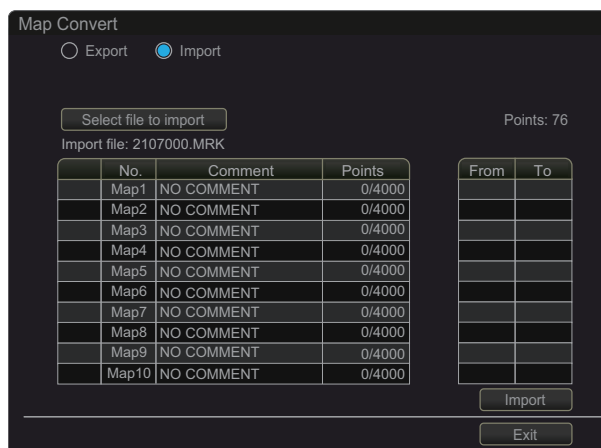 Map Convert
Export Import
Select file to import Points: 76
Import file: 2107000.MRK
No. Comment Points From To
Map1 NO COMMENT 0/4000
Map2 NO COMMENT 0/4000
Map3 NO COMMENT 0/4000
Map4 NO COMMENT 0/4000
Map5 NO COMMENT 0/4000
Map6 NO COMMENT 0/4000
Map7 NO COMMENT 0/4000
Map8 NO COMMENT 0/4000
Map9 NO COMMENT 0/4000
Map10 NO COMMENT 0/4000
Import
Exit